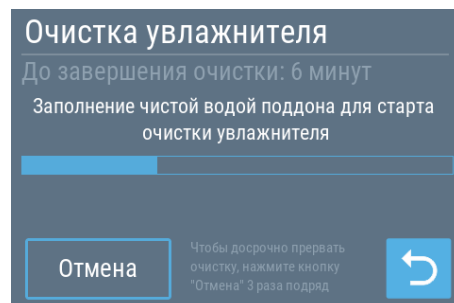 Очистка увлажнителя
До завершения очистки: 6 минут
Заполнение чистой водой поддона для старта
очистки увлажнителя
Чтобы досрочно прервать
очистку, нажмите кнопку
"Отмена" 3 раза подряд
Отмена